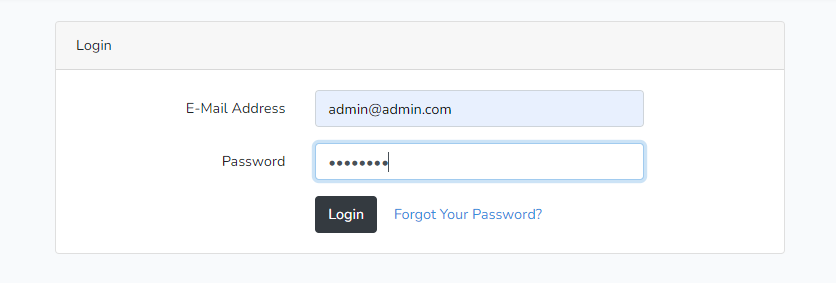 Login
E-Mail Address admin@admin.com
Password ••••••••
Login Forgot Your Password?